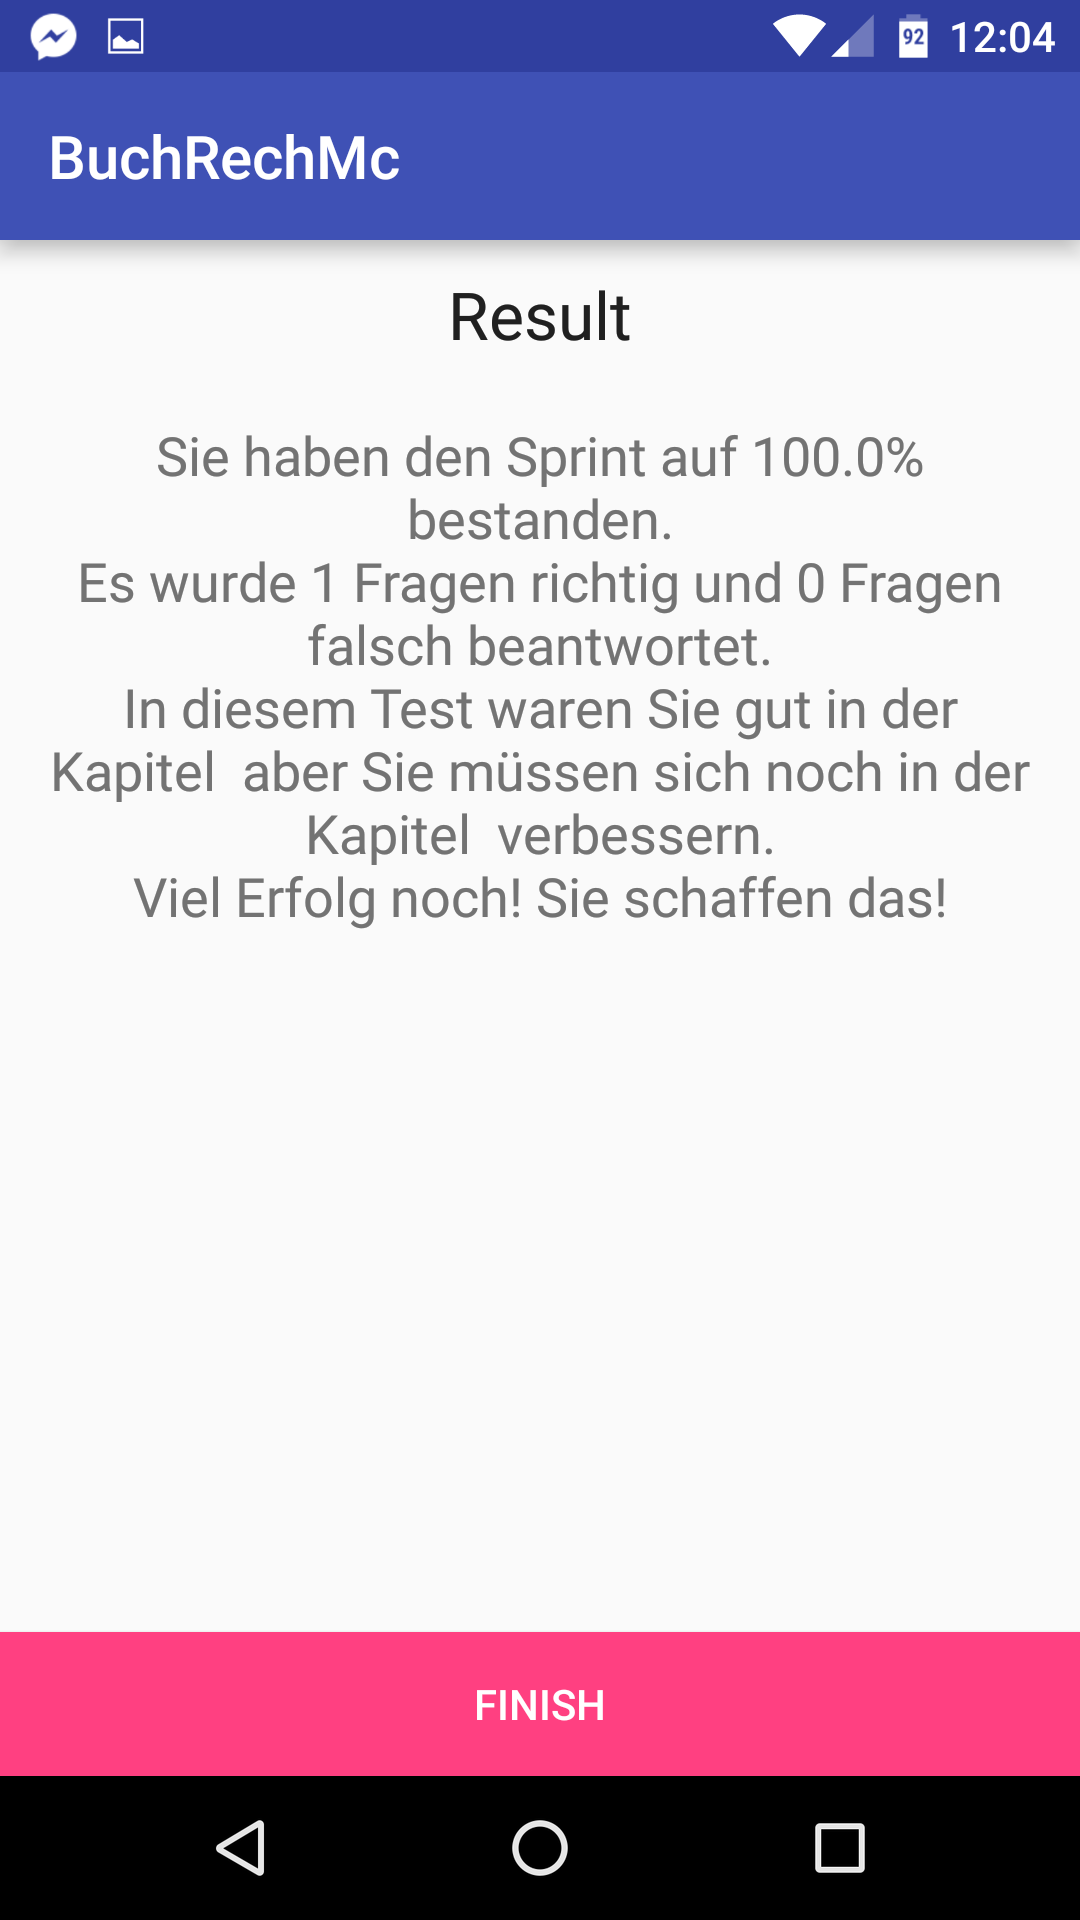 92 12:04
BuchRechMc
Result
Sie haben den Sprint auf 100.0%
bestanden.
Es wurde 1 Fragen richtig und 0 Fragen
falsch beantwortet.
In diesem Test waren Sie gut in der
Kapitel  aber Sie müssen sich noch in der
Kapitel  verbessern.
Viel Erfolg noch! Sie schaffen das!
FINISH